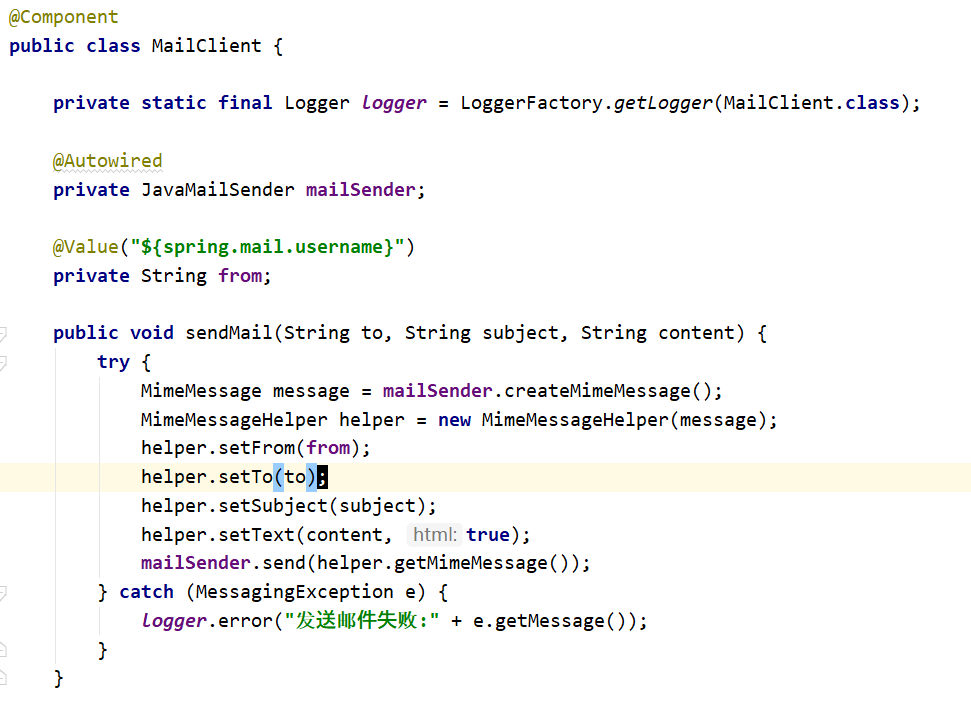 @Component
public class MailClient {
private static final Logger logger = LoggerFactory.getLogger(MailClient.class);
@Autowired
private JavaMailSender mailSender;
@Value("${spring.mail.username}")
private String from;
public void sendMail(String to, String subject, String content) {
try {
MimeMessage message = mailSender.createMimeMessage();
MimeMessageHelper helper = new MimeMessageHelper(message);
helper.setFrom(from);
helper.setTo(to);
helper.setSubject(subject);
helper.setText(content, html: true);
mailSender.send(helper.getMimeMessage());
} catch (MessagingException e) {
logger.error("发送邮件失败:" + e.getMessage());
}
}